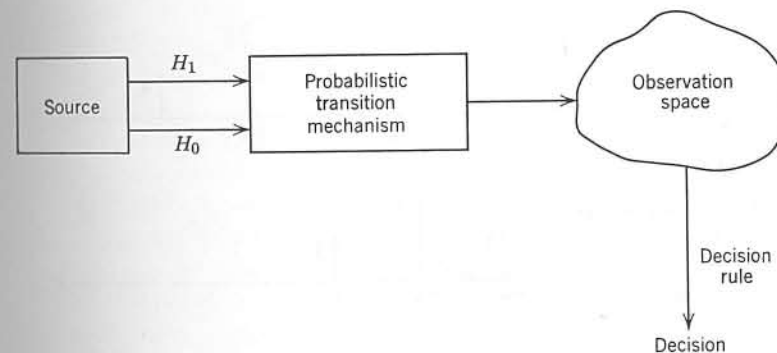 Source
H₁
H₀
Probabilistic
transition
mechanism
Observation
space
Decision
rule
Decision